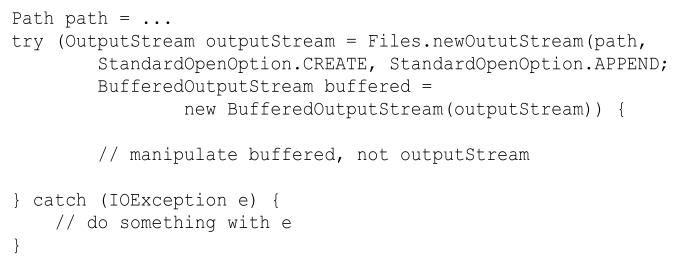 Path path = ...
try (OutputStream outputStream = Files.newOututStream(path,
        StandardOpenOption.CREATE, StandardOpenOption.APPEND;
        BufferedOutputStream buffered =
                new BufferedOutputStream(outputStream)) {

        // manipulate buffered, not outputStream

} catch (IOException e) {
    // do something with e
}